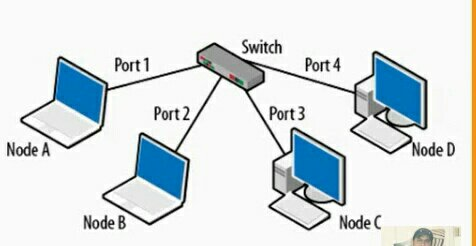 Switch
Port 1
Port 4
Port 2
Port 3
Node A
Node D
Node B
Node C